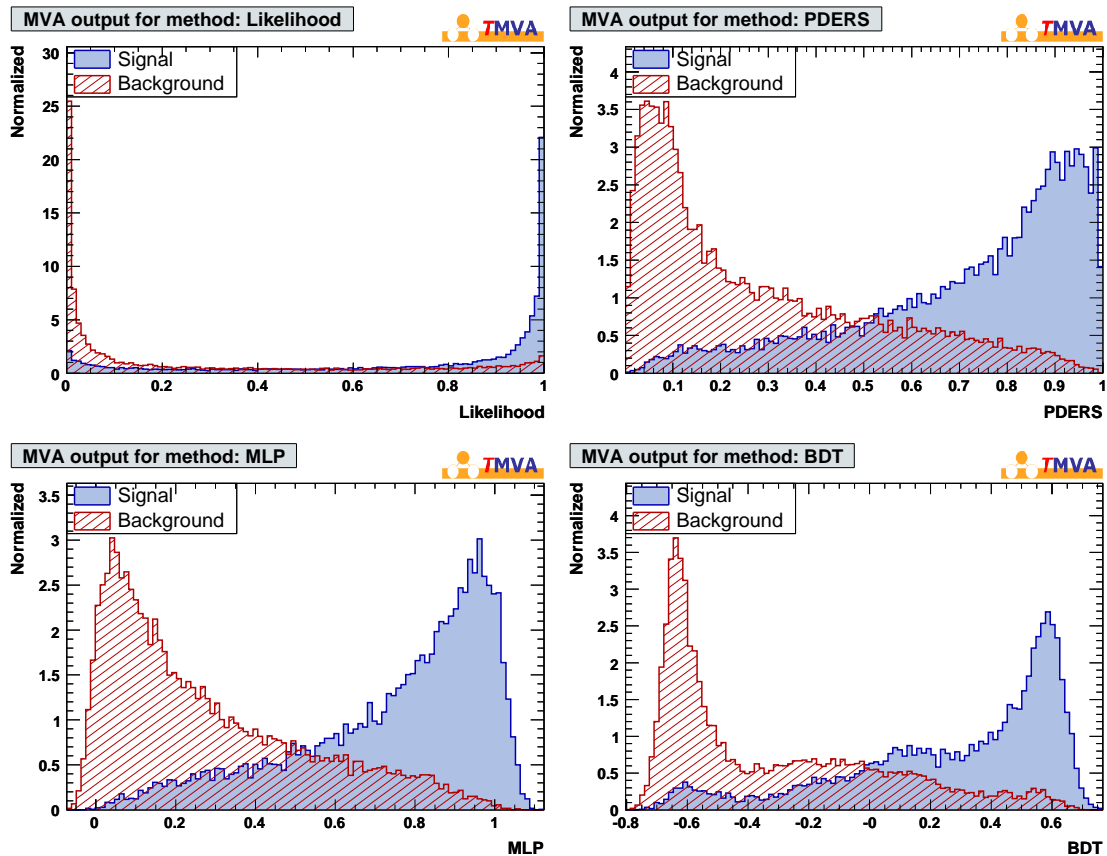 MVA output for method: Likelihood
TMVA
Normalized
Signal
Background
30
25
20
15
10
5
0
0 0.2 0.4 0.6 0.8 1
Likelihood
MVA output for method: PDERS
TMVA
Normalized
Signal
Background
4
3.5
3
2.5
2
1.5
1
0.5
0
0.1 0.2 0.3 0.4 0.5 0.6 0.7 0.8 0.9 1
PDERS
MVA output for method: MLP
TMVA
Normalized
Signal
Background
3.5
3
2.5
2
1.5
1
0.5
0
0 0.2 0.4 0.6 0.8 1
MLP
MVA output for method: BDT
TMVA
Normalized
Signal
Background
4
3.5
3
2.5
2
1.5
1
0.5
0
-0.8 -0.6 -0.4 -0.2 -0 0.2 0.4 0.6
BDT